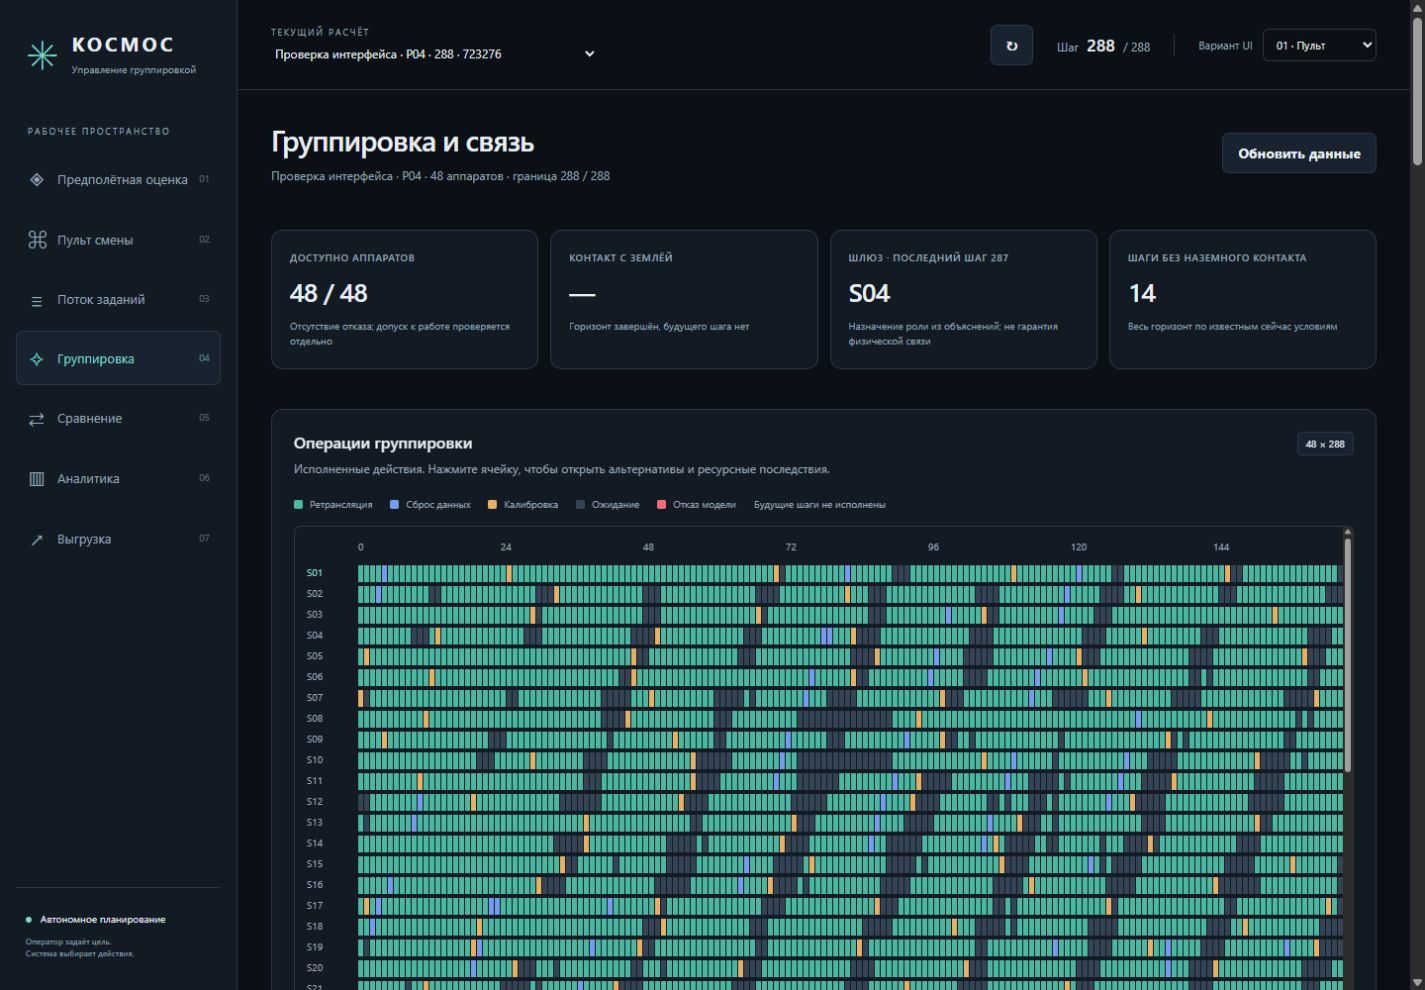 КОСМОС
Управление группировкой
РАБОЧЕЕ ПРОСТРАНСТВО
Предполётная оценка 01
Пульт смены 02
Поток заданий 03
Группировка 04
Сравнение 05
Аналитика 06
Выгрузка 07
Автономное планирование
Оператор задаёт цель.
Система выбирает действия.
ТЕКУЩИЙ РАСЧЁТ
Проверка интерфейса · P04 · 288 · 723276
Шаг 288 / 288
Вариант UI
01 · Пульт
Группировка и связь
Проверка интерфейса · P04 · 48 аппаратов · граница 288 / 288
Обновить данные
ДОСТУПНО АППАРАТОВ
48 / 48
Отсутствие отказа; допуск к работе проверяется
отдельно
КОНТАКТ С ЗЕМЛЁЙ
—
Горизонт завершён, будущего шага нет
ШЛЮЗ · ПОСЛЕДНИЙ ШАГ 287
S04
Назначение роли из объяснений; не гарантия
физической связи
ШАГИ БЕЗ НАЗЕМНОГО КОНТАКТА
14
Весь горизонт по известным сейчас условиям
Операции группировки
48 × 288
Исполненные действия. Нажмите ячейку, чтобы открыть альтернативы и ресурсные последствия.
Ретрансляция Сброс данных Калибровка Ожидание Отказ модели Будущие шаги не исполнены
0 24 48 72 96 120 144
S01
S02
S03
S04
S05
S06
S07
S08
S09
S10
S11
S12
S13
S14
S15
S16
S17
S18
S19
S20
S21